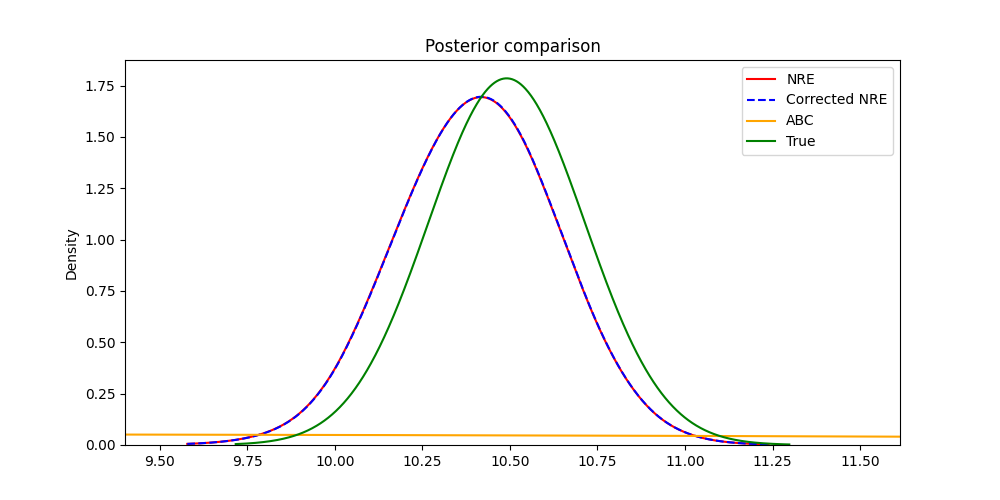 Posterior comparison
NRE
Corrected NRE
ABC
True
Density
1.75
1.50
1.25
1.00
0.75
0.50
0.25
0.00
9.50 9.75 10.00 10.25 10.50 10.75 11.00 11.25 11.50